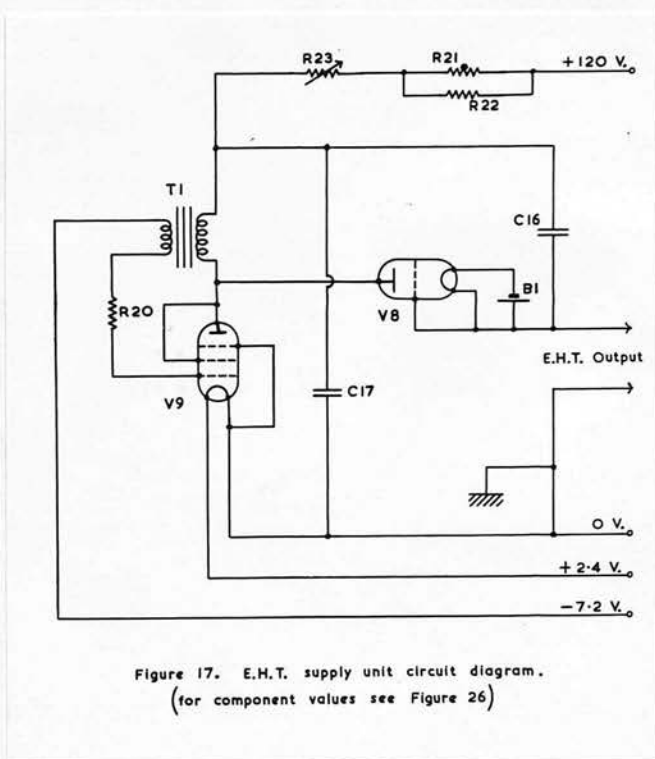 R23
R21
+120 V.
R22
T1
C16
R20
V8
B1
E.H.T. Output
V9
C17
0 V.
+2·4 V.
-7·2 V.
Figure 17. E.H.T. supply unit circuit diagram.
(for component values see Figure 26)